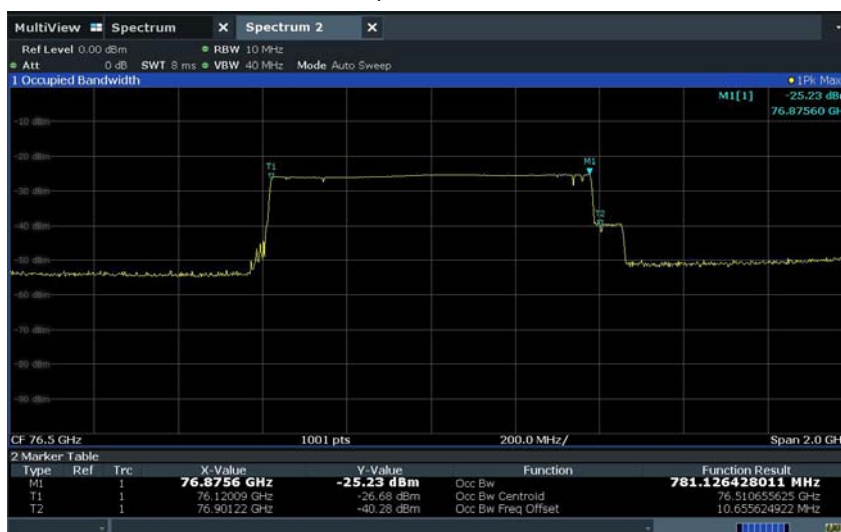 MultiView Spectrum X Spectrum 2 X
Ref Level 0.00 dBm RBW 10 MHz
Att 0 dB SWT 8 ms VBW 40 MHz Mode Auto Sweep
1 Occupied Bandwidth 1Pk Max
M1[1] -25.23 dB
76.87560 GH
-10 dBm
-20 dBm
T1
M1
-30 dBm
-40 dBm
T2
-50 dBm
-60 dBm
-70 dBm
-80 dBm
-90 dBm
CF 76.5 GHz 1001 pts 200.0 MHz/ Span 2.0 GH
2 Marker Table
Type Ref Trc X-Value Y-Value Function Function Result
M1 1 76.8756 GHz -25.23 dBm Occ Bw 781.126428011 MHz
T1 1 76.12009 GHz -26.68 dBm Occ Bw Centroid 76.510655625 GHz
T2 1 76.90122 GHz -40.28 dBm Occ Bw Freq Offset 10.655624922 MHz